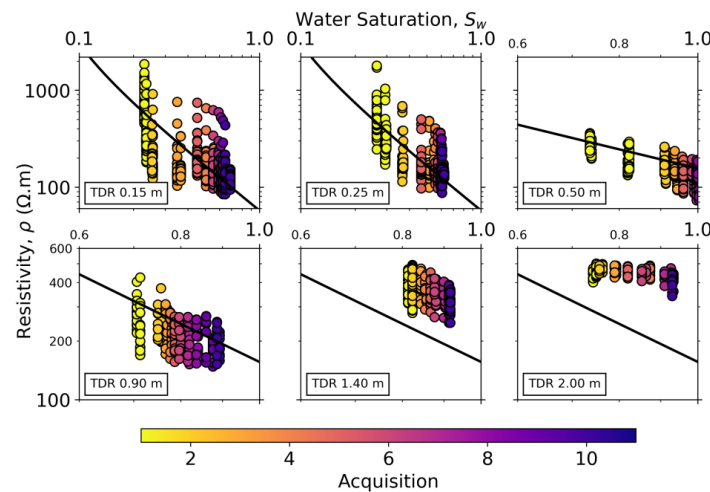 Water Saturation, S_w
0.1 1.0 0.1 1.0 0.6 0.8 1.0
1000
100
TDR 0.15 m TDR 0.25 m TDR 0.50 m
Resistivity, ρ (Ω.m)
0.6 0.8 1.0 0.6 0.8 1.0 0.6 0.8 1.0
600
400
200
100
TDR 0.90 m TDR 1.40 m TDR 2.00 m
2 4 6 8 10
Acquisition